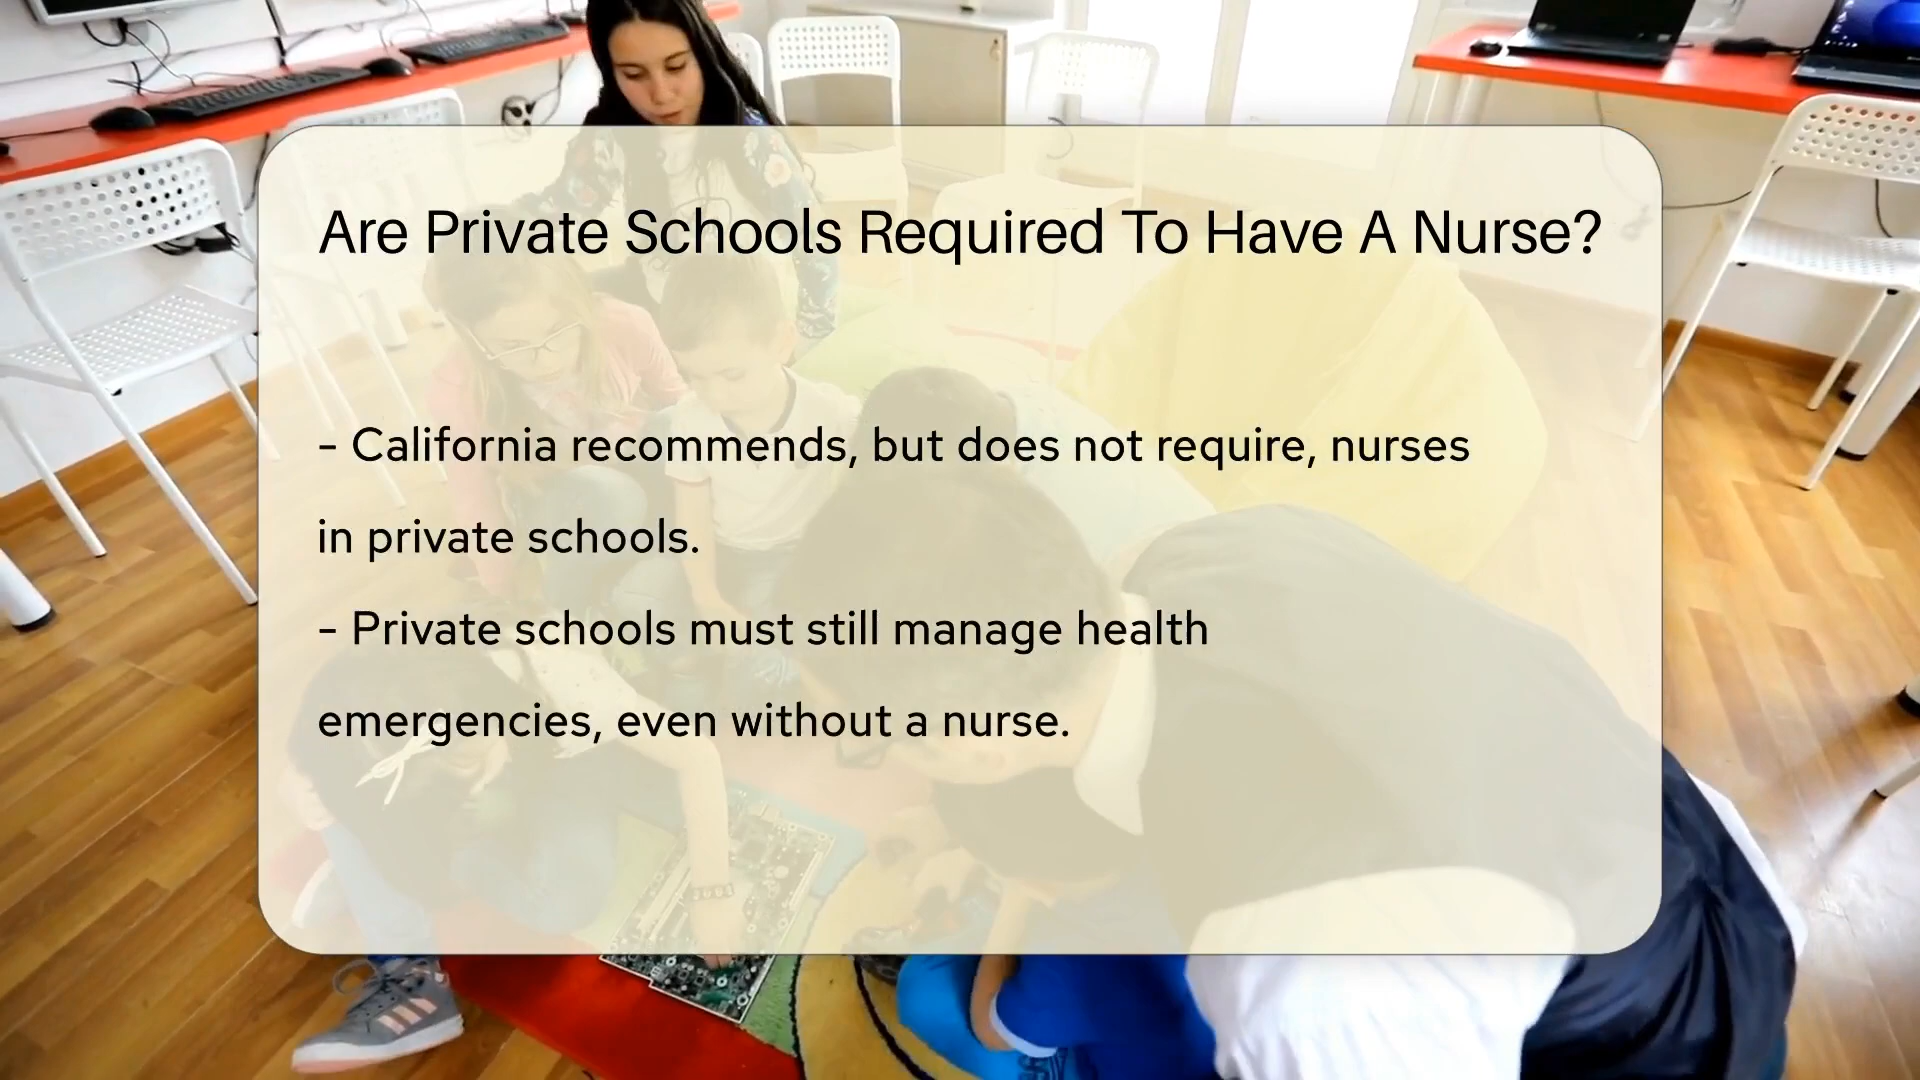 Are Private Schools Required To Have A Nurse?
- California recommends, but does not require, nurses
in private schools.
- Private schools must still manage health
emergencies, even without a nurse.